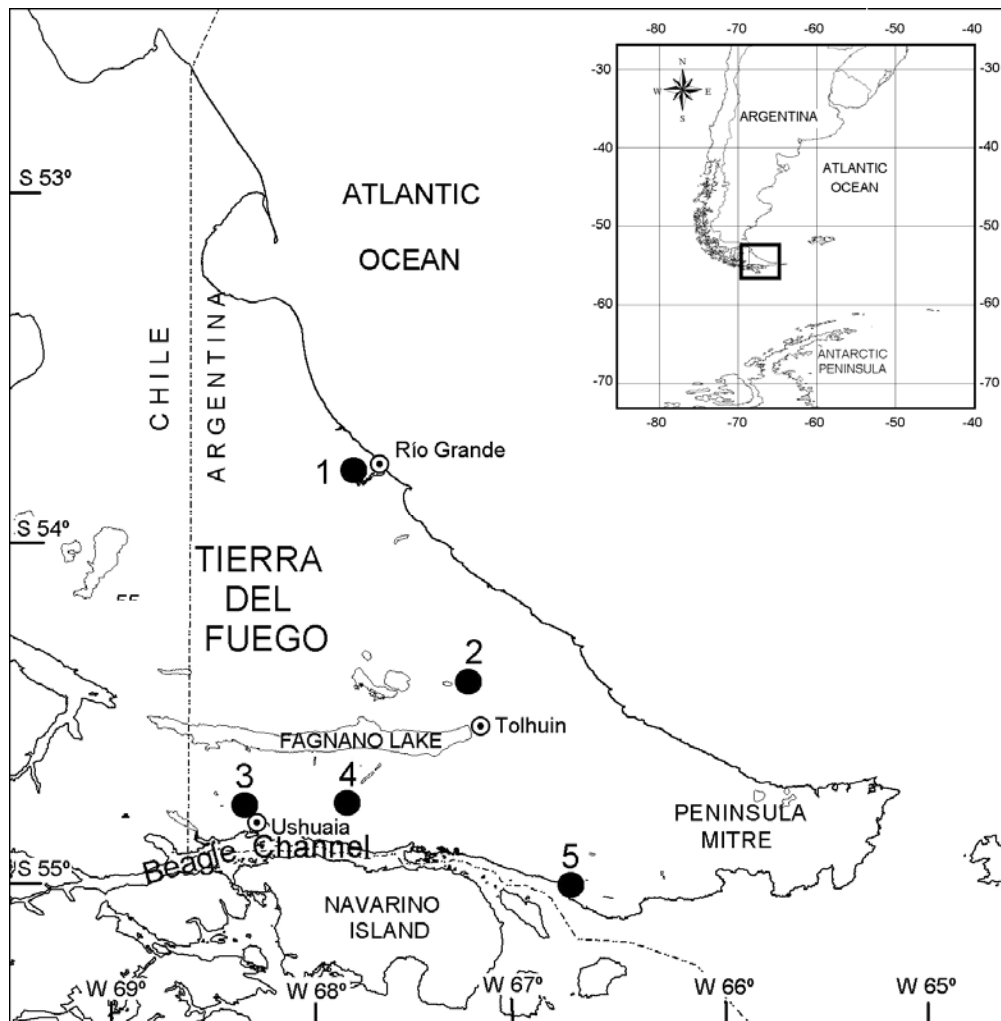 S 53º
ATLANTIC
OCEAN
CHILE
ARGENTINA
1
Río Grande
S 54º
TIERRA
DEL
FUEGO
2
Tolhuin
FAGNANO LAKE
3
4
Ushuaia
Beagle Channel
PENINSULA
MITRE
5
S 55º
NAVARINO
ISLAND
W 69º
W 68º
W 67º
W 66º
W 65º
-80
-70
-60
-50
-40
-30
-30
N
W E
S
ARGENTINA
-40
-40
ATLANTIC
OCEAN
-50
-50
-60
-60
ANTARCTIC
PENINSULA
-70
-70
-80
-70
-60
-50
-40